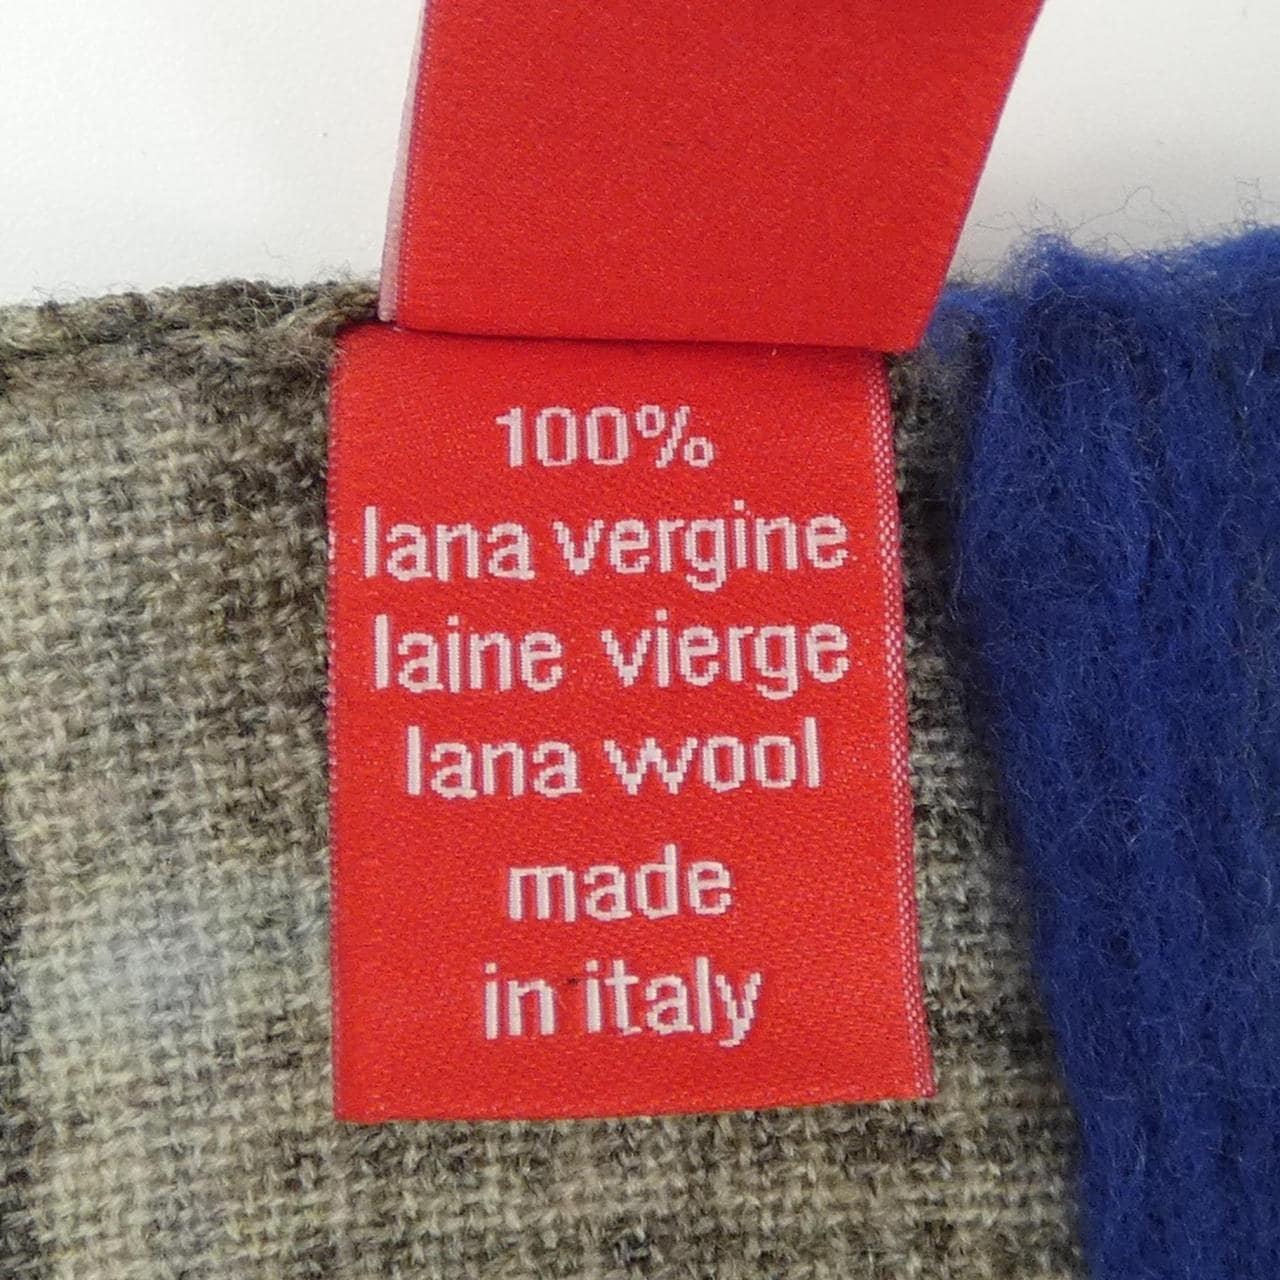 100%
lana vergine
laine vierge
lana wool
made
in italy